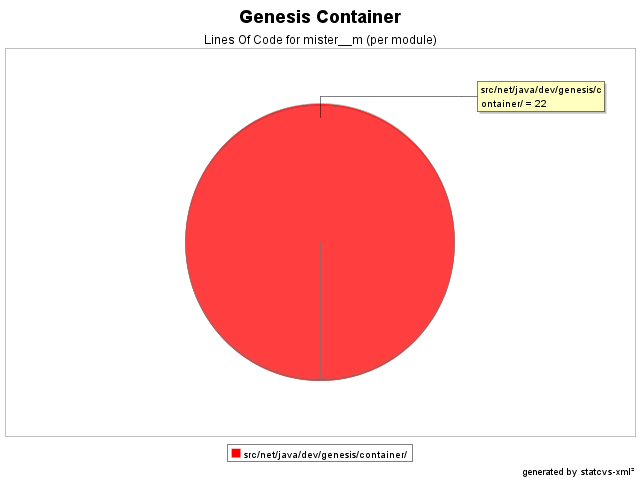 Genesis Container
Lines Of Code for mister__m (per module)
src/net/java/dev/genesis/c
ontainer/ = 22
src/net/java/dev/genesis/container/
generated by statcvs-xml²